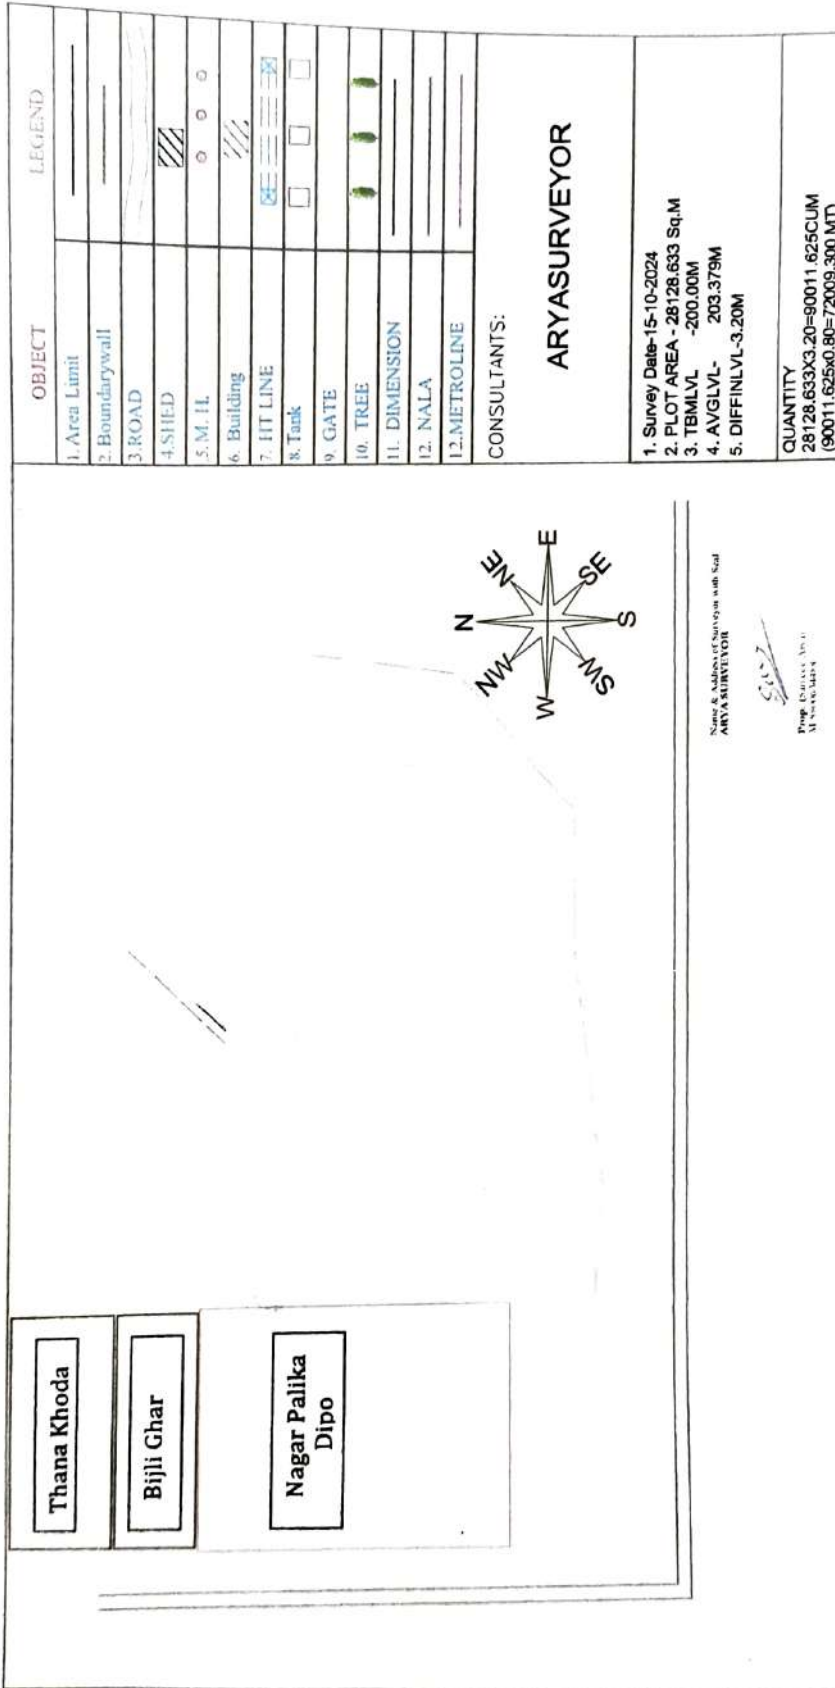 OBJECT LEGEND
1. Area Limit
2. Boundarywall
3.ROAD
4.SHED
5. M. H.
6. Building
7. HT LINE
8. Tank
9. GATE
10. TREE
11. DIMENSION
12. NALA
12.METROLINE
CONSULTANTS:
ARYASURVEYOR
1. Survey Date-15-10-2024
2. PLOT AREA - 28128.633 Sq.M
3. TBMLVL -200.00M
4. AVGLVL- 203.379M
5. DIFFINLVL-3.20M
QUANTITY
28128.633X3.20=90011.625CUM
(90011.625x0.80=72009.300 MT)
Thana Khoda
Bijli Ghar
Nagar Palika
Dipo
N
NE
E
SE
S
SW
W
NW
Name & Address of Surveyor with Seal
ARYA SURVEYOR
Prop.